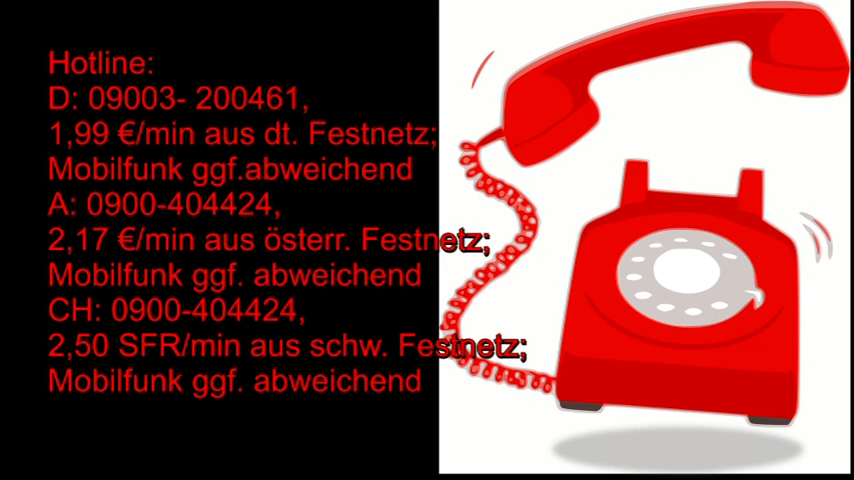 Hotline:
D: 09003- 200461,
1,99 €/min aus dt. Festnetz;
Mobilfunk ggf.abweichend
A: 0900-404424,
2,17 €/min aus österr. Festnetz;
Mobilfunk ggf. abweichend
CH: 0900-404424,
2,50 SFR/min aus schw. Festnetz;
Mobilfunk ggf. abweichend